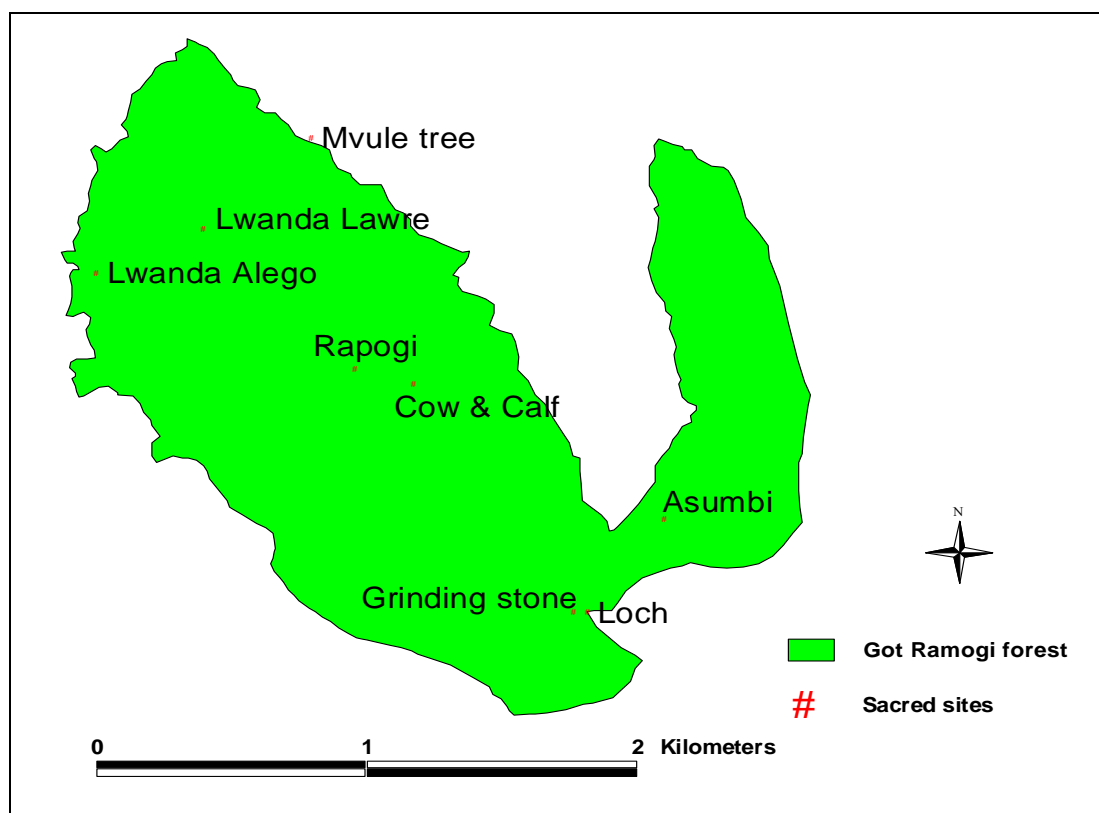 Mvule tree
Lwanda Lawre
Lwanda Alego
Rapogi
Cow & Calf
Asumbi
N
Grinding stone
Loch
Got Ramogi forest
# Sacred sites
0 1 2 Kilometers